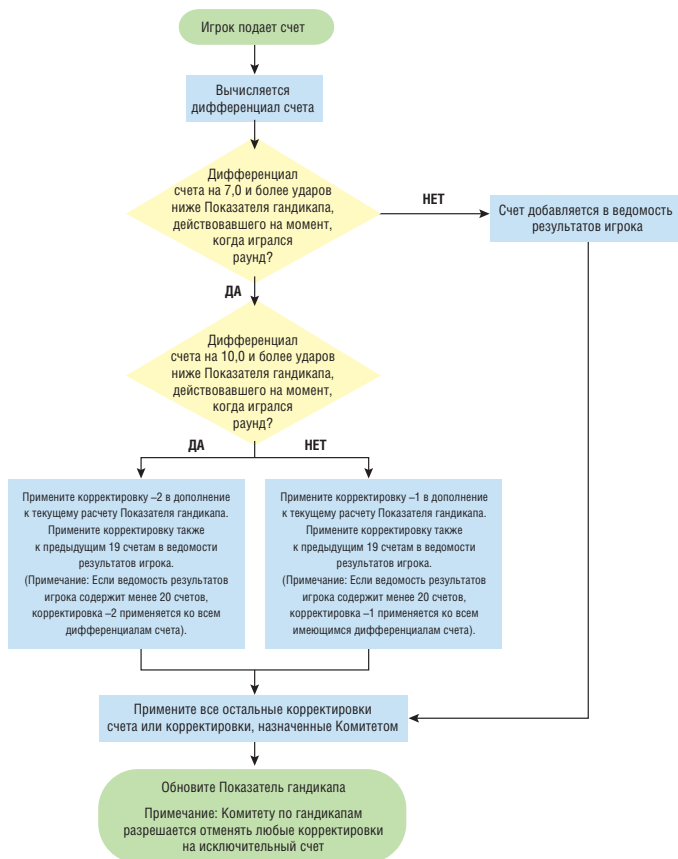 Игрок подает счет
Вычисляется
дифференциал счета
Дифференциал
счета на 7,0 и более ударов
ниже Показателя гандикапа,
действовавшего на момент,
когда игрался
раунд?
НЕТ
Счет добавляется в ведомость
результатов игрока
ДА
Дифференциал
счета на 10,0 и более ударов
ниже Показателя гандикапа,
действовавшего на момент,
когда игрался
раунд?
ДА
НЕТ
Примените корректировку –2 в дополнение
к текущему расчету Показателя гандикапа.
Примените корректировку также
к предыдущим 19 счетам в ведомости
результатов игрока.
(Примечание: Если ведомость результатов
игрока содержит менее 20 счетов,
корректировка –2 применяется ко всем
дифференциалам счета).
Примените корректировку –1 в дополнение
к текущему расчету Показателя гандикапа.
Примените корректировку также
к предыдущим 19 счетам в ведомости
результатов игрока.
(Примечание: Если ведомость результатов
игрока содержит менее 20 счетов,
корректировка –1 применяется ко всем
имеющимся дифференциалам счета).
Примените все остальные корректировки
счета или корректировки, назначенные Комитетом
Обновите Показатель гандикапа
Примечание: Комитету по гандикапам
разрешается отменять любые корректировки
на исключительный счет